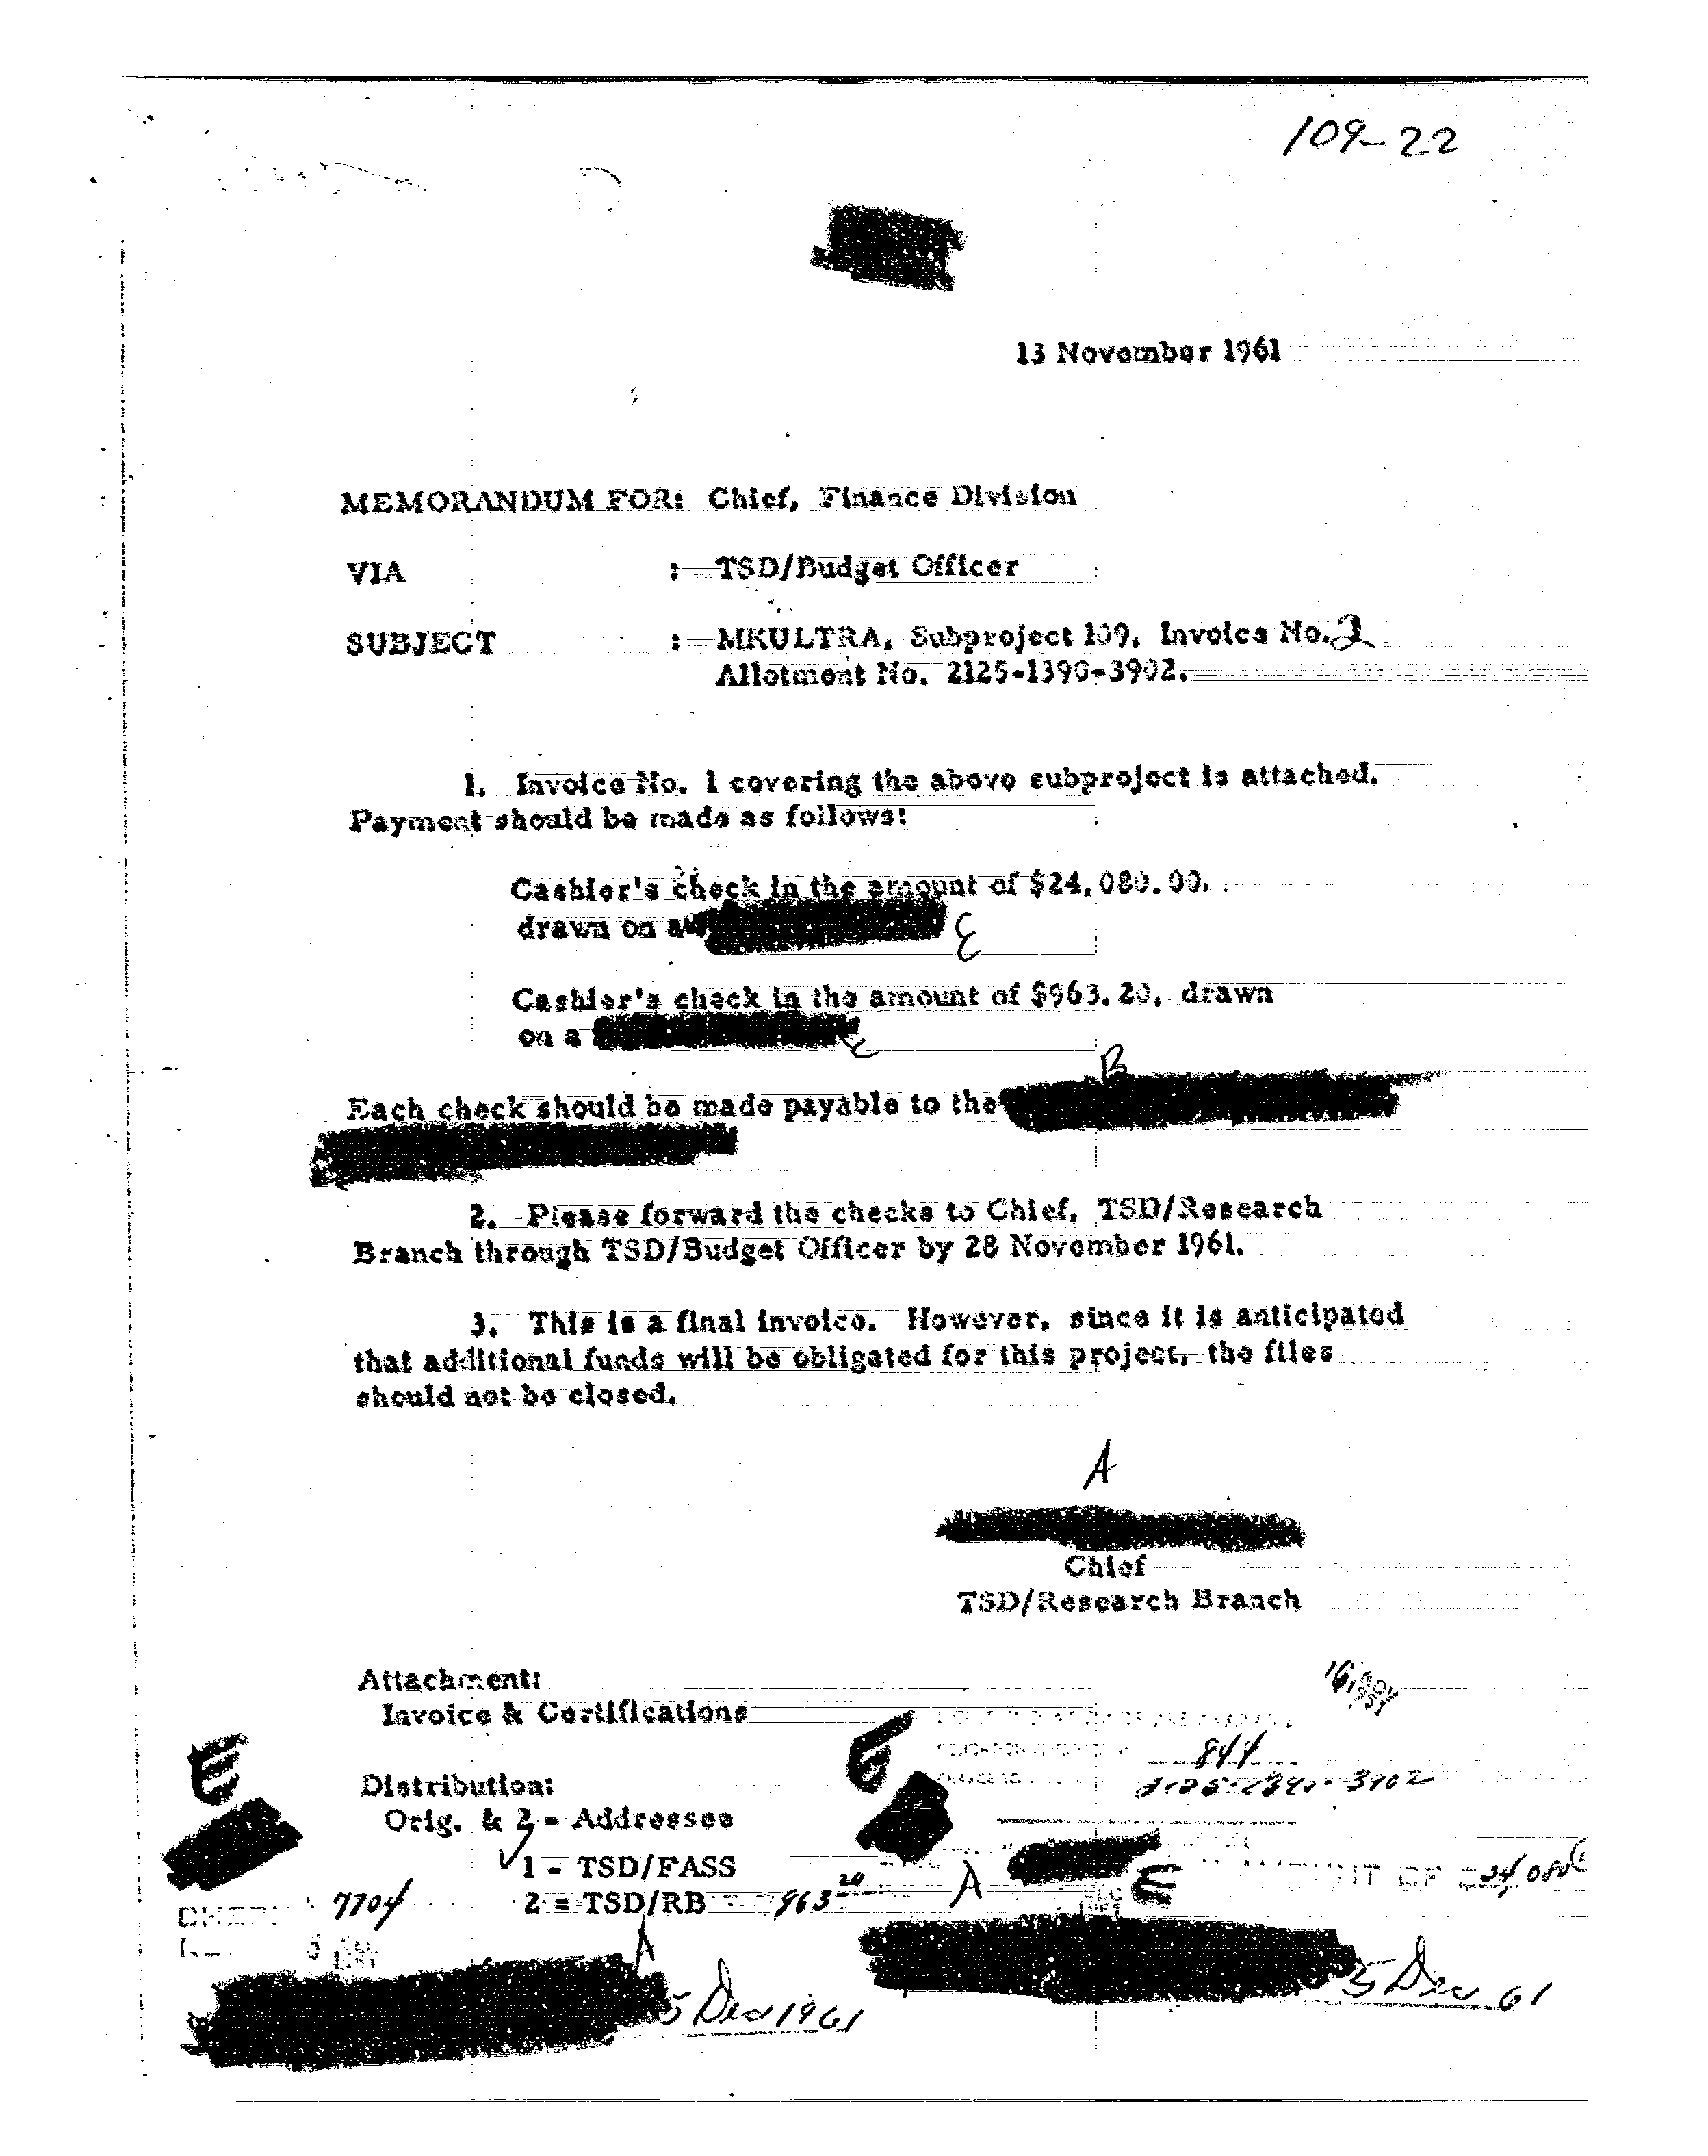 109-22
13 November 1961
MEMORANDUM FOR: Chief, Finance Division
VIA : TSD/Budget Officer
SUBJECT : MKULTRA, Subproject 109, Invoice No. 2
Allotment No. 2125-1390-3902.
1. Invoice No. 1 covering the above subproject is attached.
Payment should be made as follows:
Cashier's check in the amount of $24,080.00,
drawn on a
E
Cashier's check in the amount of $963.20, drawn
on a
E
B
Each check should be made payable to the
2. Please forward the checks to Chief, TSD/Research
Branch through TSD/Budget Officer by 28 November 1961.
3. This is a final invoice. However, since it is anticipated
that additional funds will be obligated for this project, the files
should not be closed.
A
Chief
TSD/Research Branch
Attachment:
Invoice & Certifications
844
E
Distribution:
2125-1390-3902
Orig. & 2 - Addressee
1 - TSD/FASS
AMOUNT OF 24,080
2 - TSD/RB 963 20 A E
7704
A
5 Dec 1961
5 Dec 61